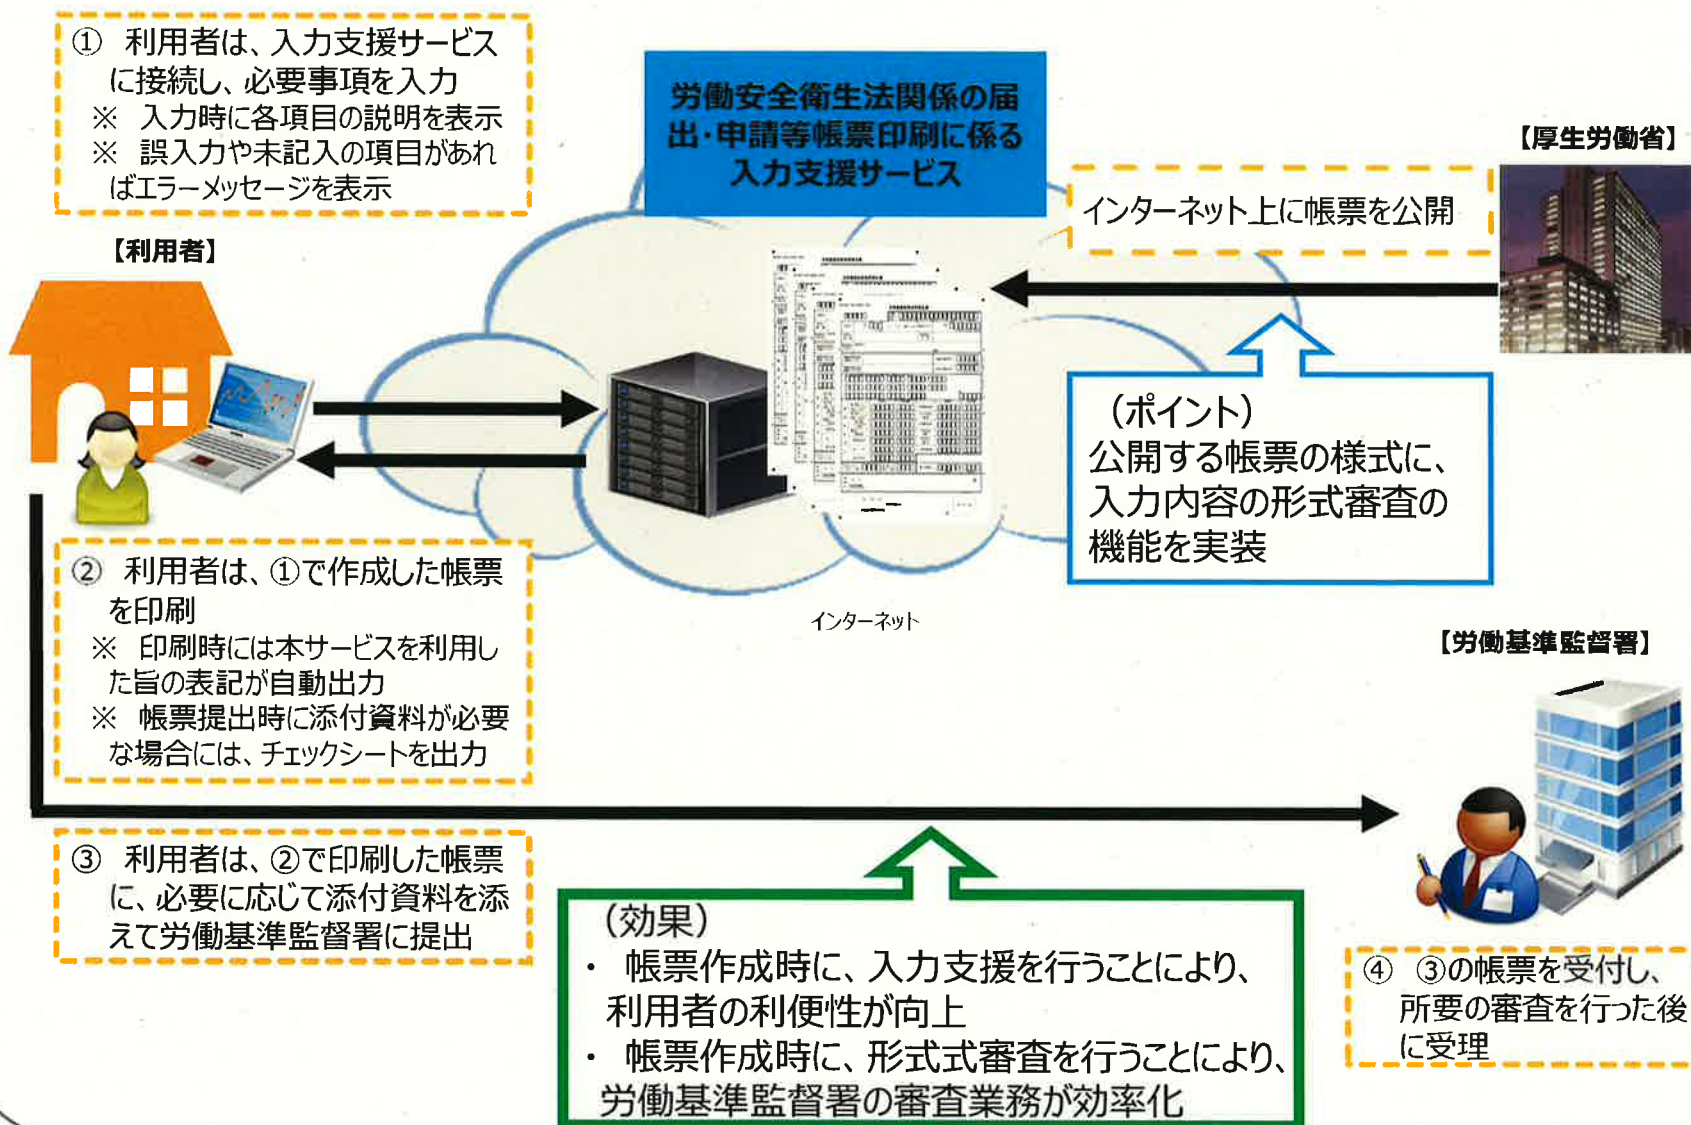 ① 利用者は、入力支援サービス
に接続し、必要事項を入力
※ 入力時に各項目の説明を表示
※ 誤入力や未記入の項目があれ
ばエラーメッセージを表示
労働安全衛生法関係の届
出・申請等帳票印刷に係る
入力支援サービス
【厚生労働省】
インターネット上に帳票を公開
【利用者】
（ポイント）
公開する帳票の様式に、
入力内容の形式審査の
機能を実装
② 利用者は、①で作成した帳票
を印刷
※ 印刷時には本サービスを利用し
た旨の表記が自動出力
※ 帳票提出時に添付資料が必要
な場合には、チェックシートを出力
インターネット
【労働基準監督署】
③ 利用者は、②で印刷した帳票
に、必要に応じて添付資料を添
えて労働基準監督署に提出
（効果）
・ 帳票作成時に、入力支援を行うことにより、
利用者の利便性が向上
・ 帳票作成時に、形式式審査を行うことにより、
労働基準監督署の審査業務が効率化
④ ③の帳票を受付し、
所要の審査を行った後
に受理